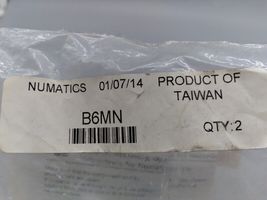 NUMATICS 01/07/14 PRODUCT OF
TAIWAN
B6MN
QTY:2